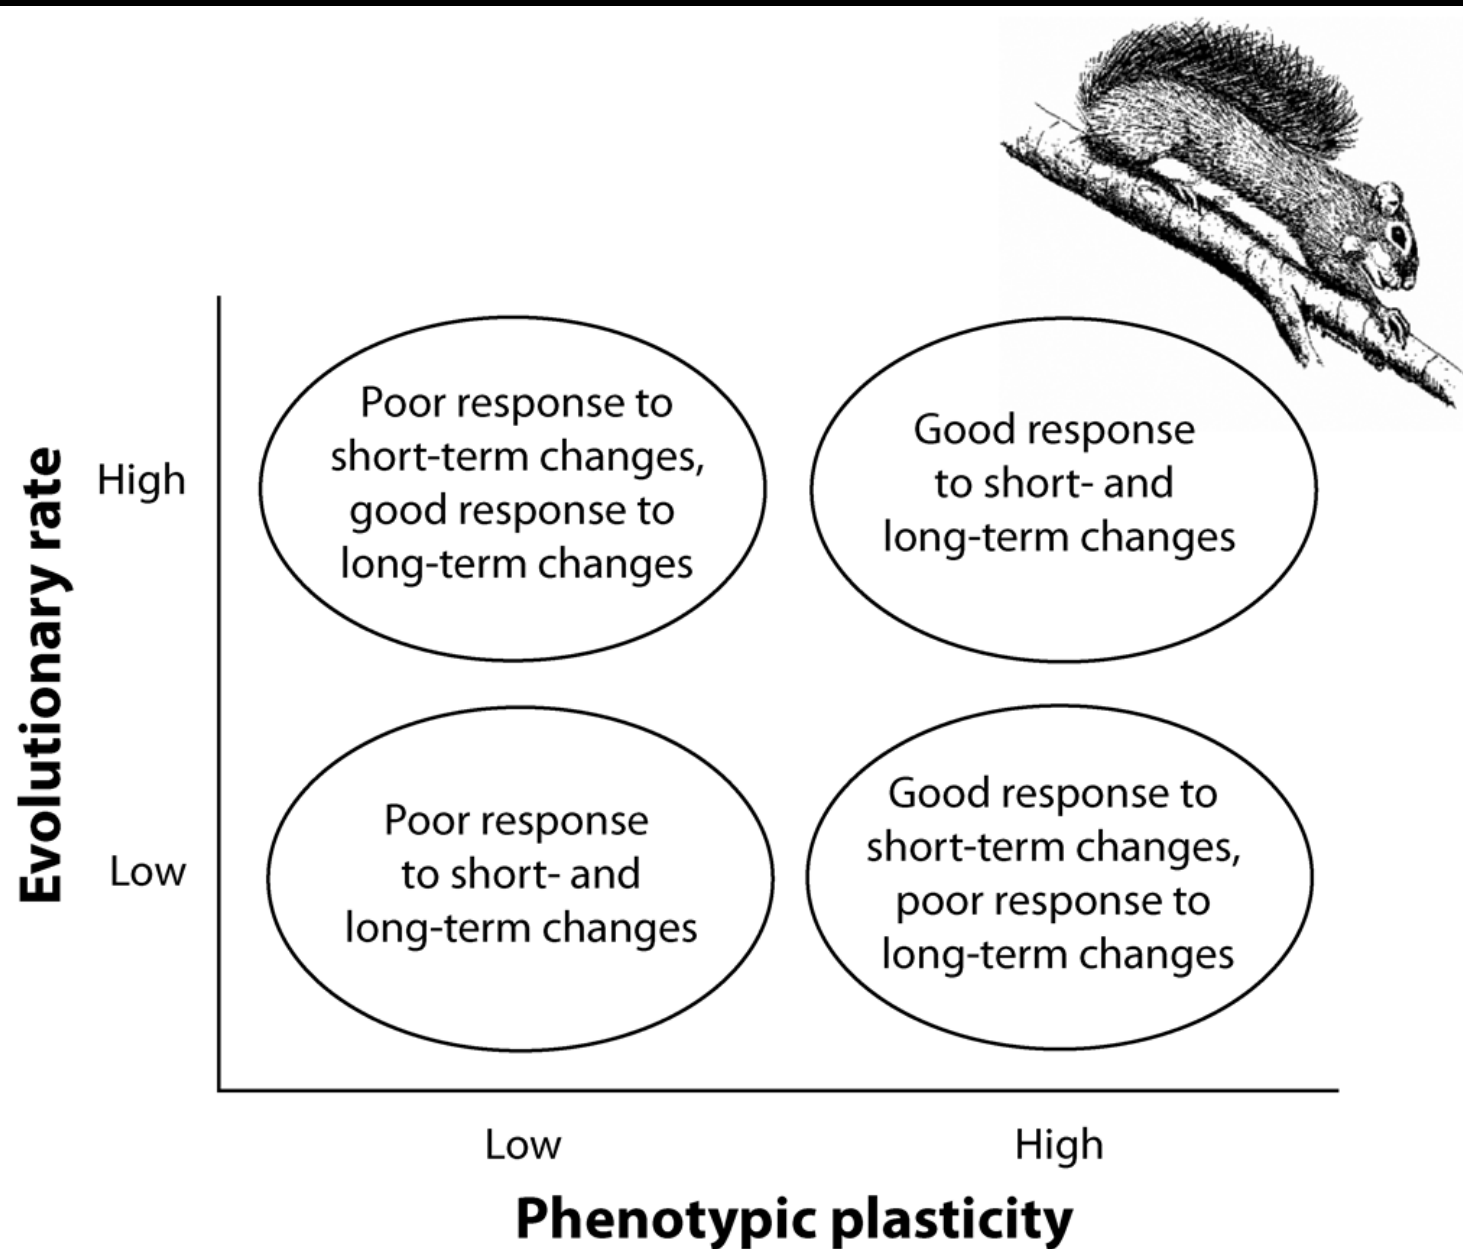 Evolutionary rate
High
Poor response to
short-term changes,
good response to
long-term changes
Good response
to short- and
long-term changes
Low
Poor response
to short- and
long-term changes
Good response to
short-term changes,
poor response to
long-term changes
Low
High
Phenotypic plasticity